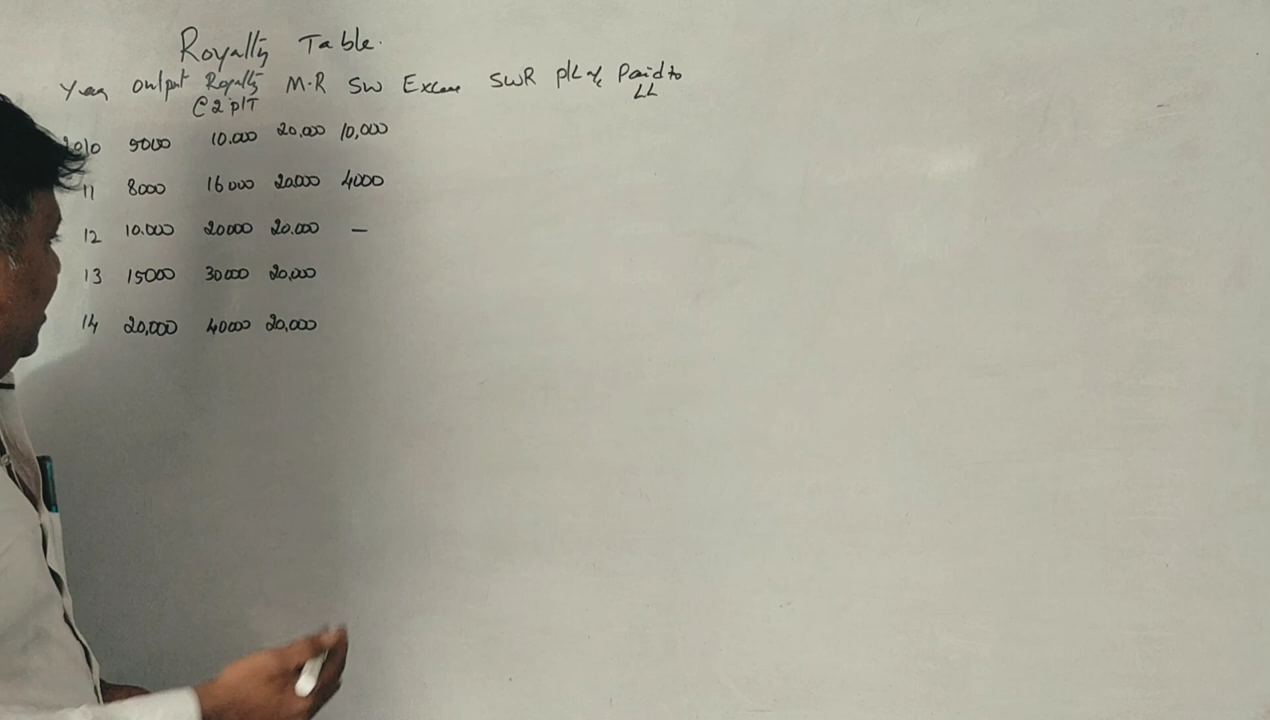 Royalty Table.
Year output Royalty M.R SW Excess SWR P/L a/c Paid to
@ 2 p/T LL
2010 5000 10.000 20,000 10,000
11 8000 16000 20000 4000
12 10.000 20000 20.000 —
13 15000 30000 20,000
14 20,000 40000 20,000